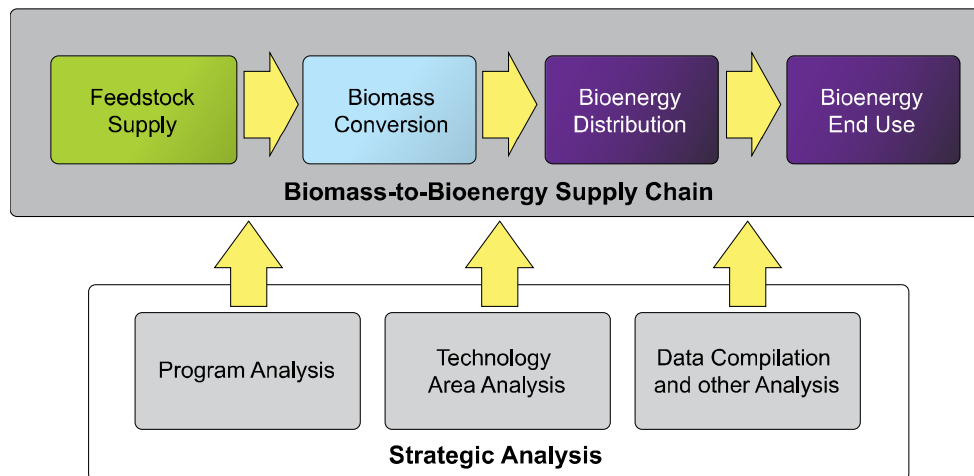 Feedstock
Supply
Biomass
Conversion
Bioenergy
Distribution
Bioenergy
End Use
Biomass-to-Bioenergy Supply Chain
Program Analysis
Technology
Area Analysis
Data Compilation
and other Analysis
Strategic Analysis